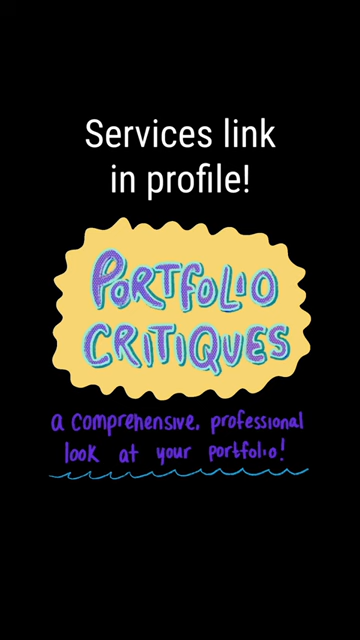 Services link
in profile!
PORTFOLIO
CRITIQUES
a comprehensive, professional
look at your portfolio!